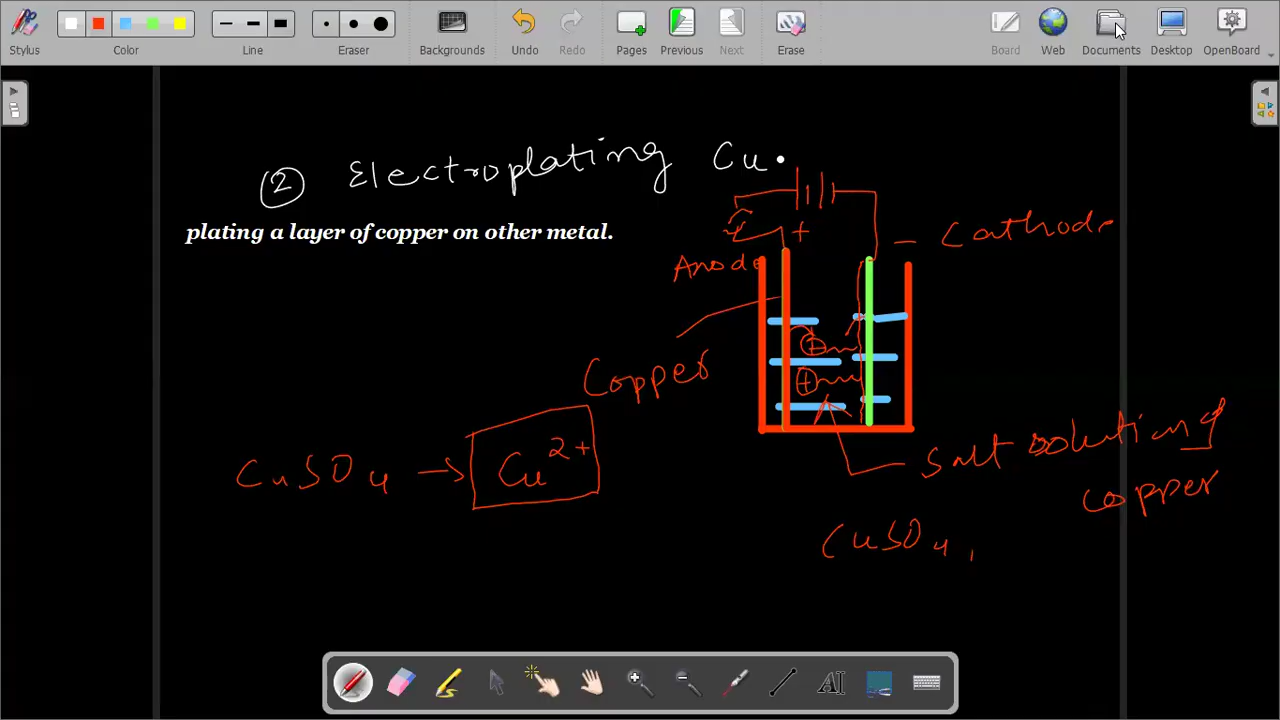 Stylus Color Line Eraser Backgrounds Undo Redo Pages Previous Next Erase Board Web Documents Desktop OpenBoard
② Electroplating Cu
plating a layer of copper on other metal.
+
− Cathode
Anode
Copper
+
+
CuSO4 → Cu2+
Salt solution of
copper
CuSO4,